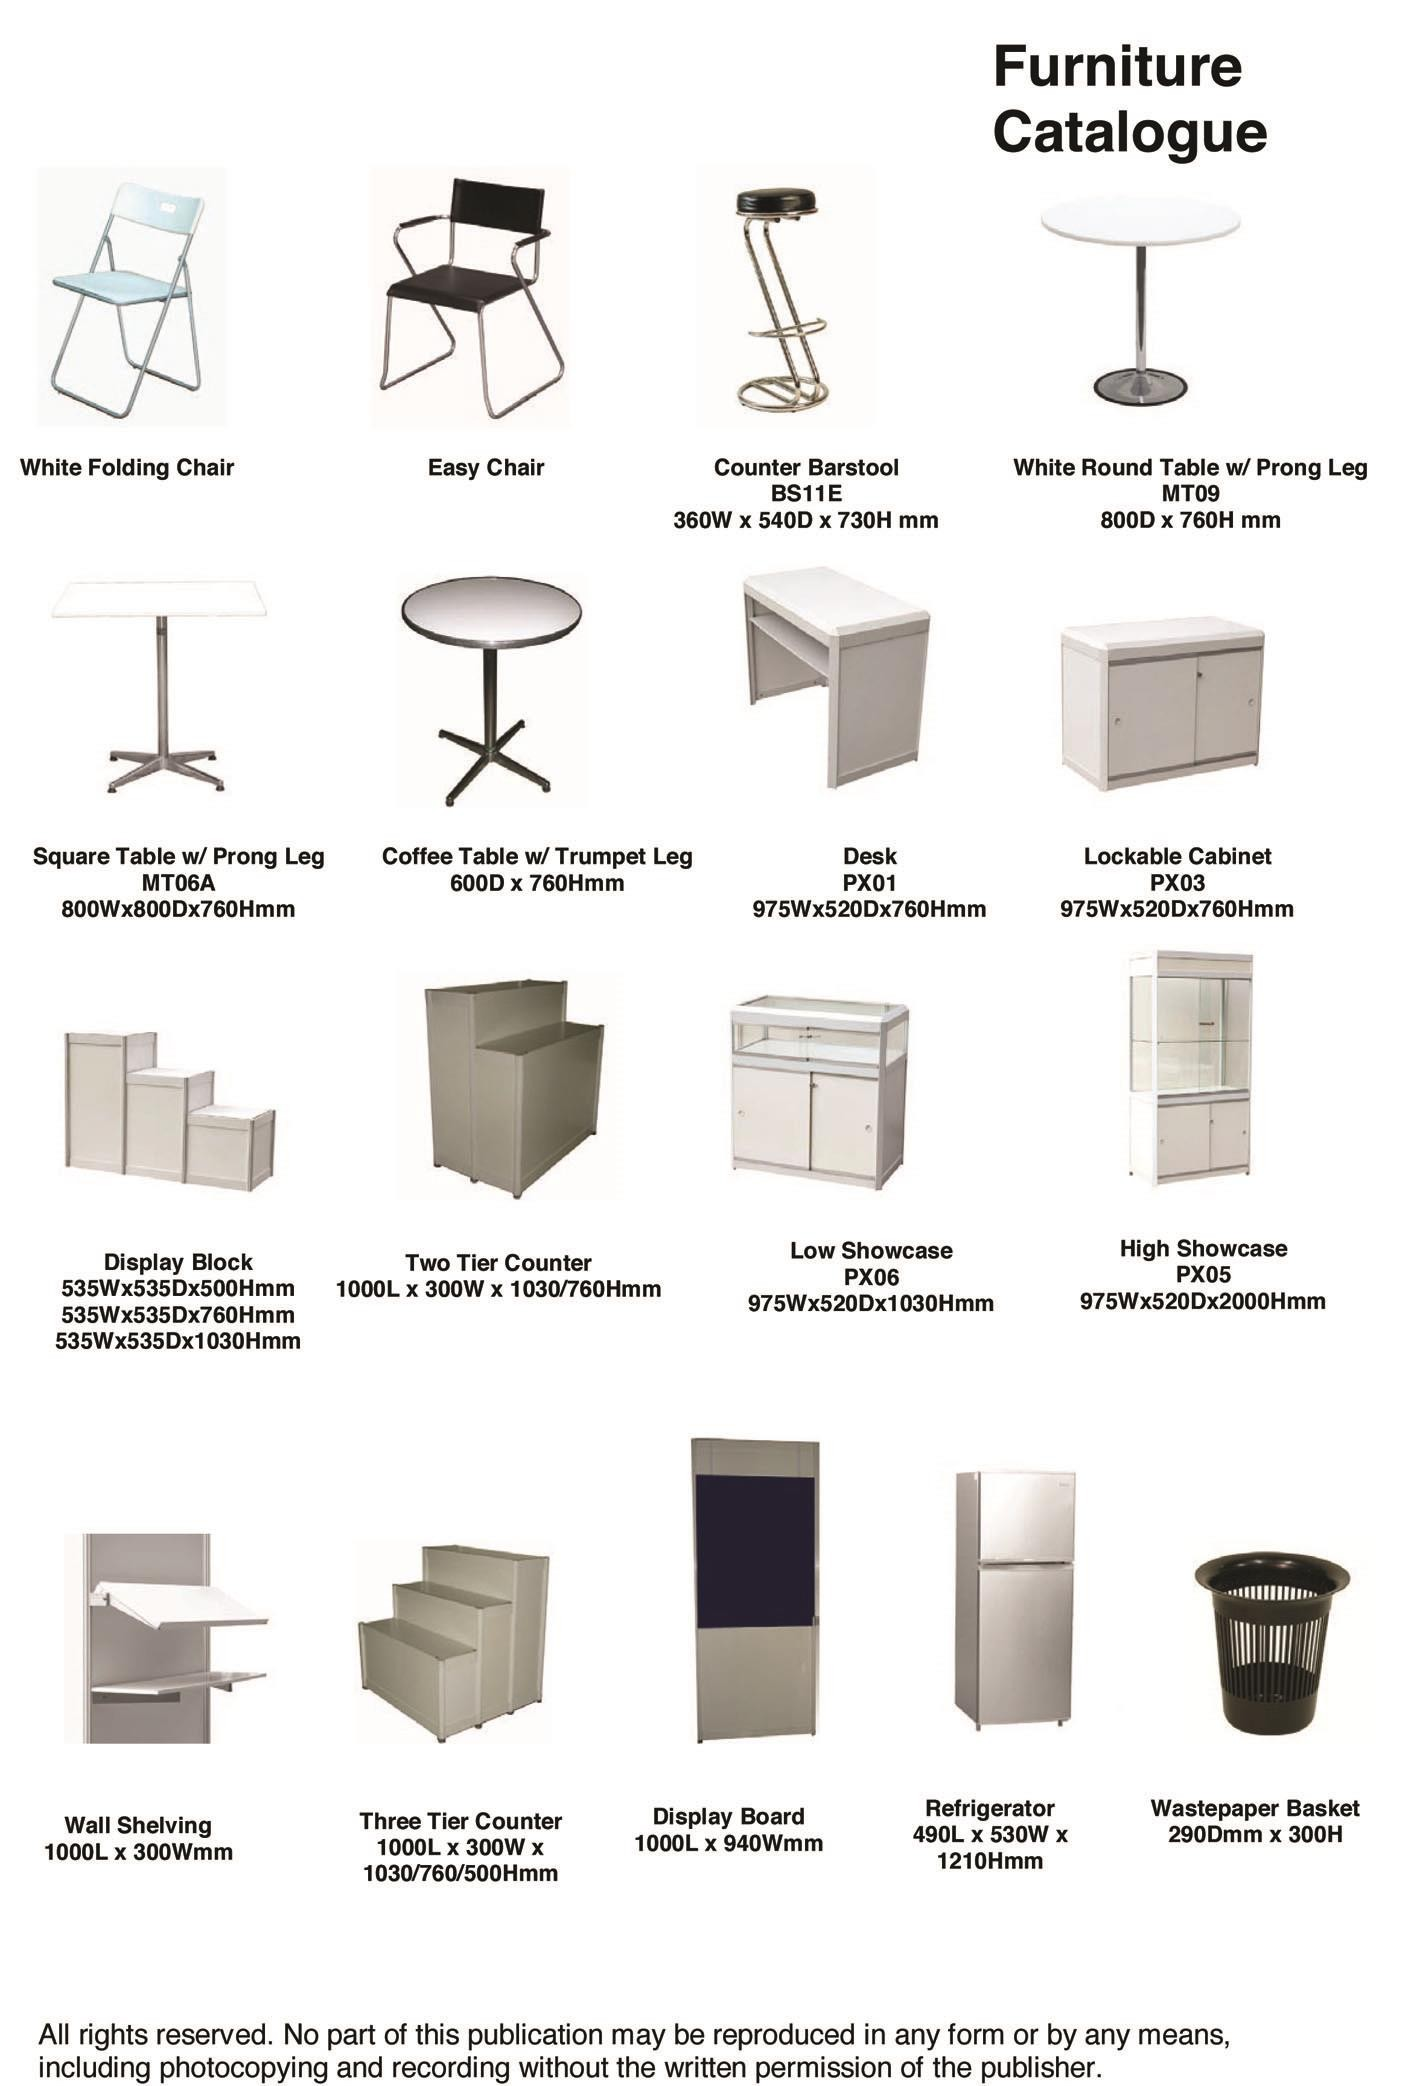 Furniture
Catalogue
White Folding Chair
Easy Chair
Counter Barstool
BS11E
360W x 540D x 730H mm
White Round Table w/ Prong Leg
MT09
800D x 760H mm
Square Table w/ Prong Leg
MT06A
800Wx800Dx760Hmm
Coffee Table w/ Trumpet Leg
600D x 760Hmm
Desk
PX01
975Wx520Dx760Hmm
Lockable Cabinet
PX03
975Wx520Dx760Hmm
Display Block
535Wx535Dx500Hmm
535Wx535Dx760Hmm
535Wx535Dx1030Hmm
Two Tier Counter
1000L x 300W x 1030/760Hmm
Low Showcase
PX06
975Wx520Dx1030Hmm
High Showcase
PX05
975Wx520Dx2000Hmm
Wall Shelving
1000L x 300Wmm
Three Tier Counter
1000L x 300W x
1030/760/500Hmm
Display Board
1000L x 940Wmm
Refrigerator
490L x 530W x
1210Hmm
Wastepaper Basket
290Dmm x 300H
All rights reserved. No part of this publication may be reproduced in any form or by any means,
including photocopying and recording without the written permission of the publisher.